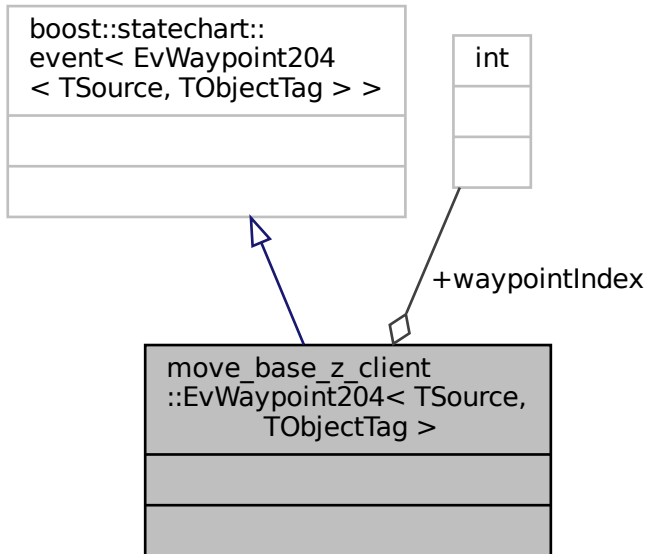 boost::statechart::
event< EvWaypoint204
< TSource, TObjectTag > >
int
+waypointIndex
move_base_z_client
::EvWaypoint204< TSource,
TObjectTag >